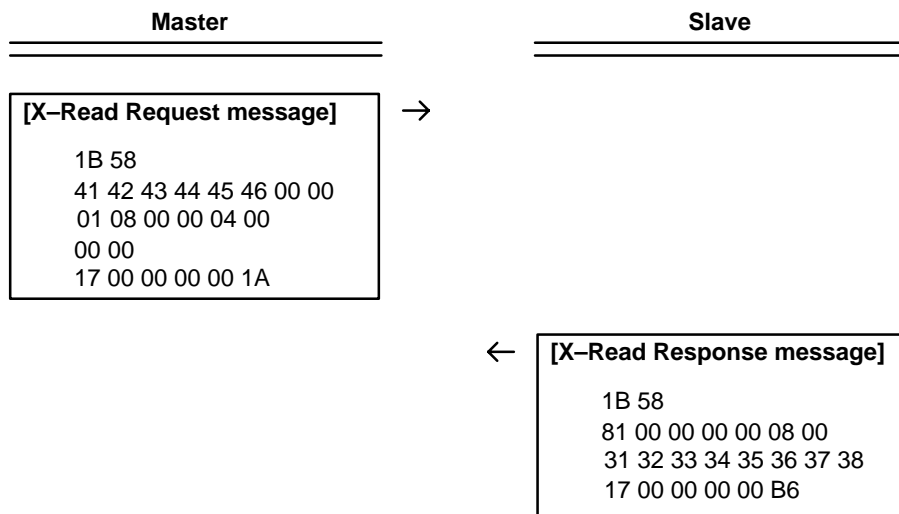 Master
Slave
[X–Read Request message]
1B 58
41 42 43 44 45 46 00 00
01 08 00 00 04 00
00 00
17 00 00 00 00 1A
[X–Read Response message]
1B 58
81 00 00 00 00 08 00
31 32 33 34 35 36 37 38
17 00 00 00 00 B6